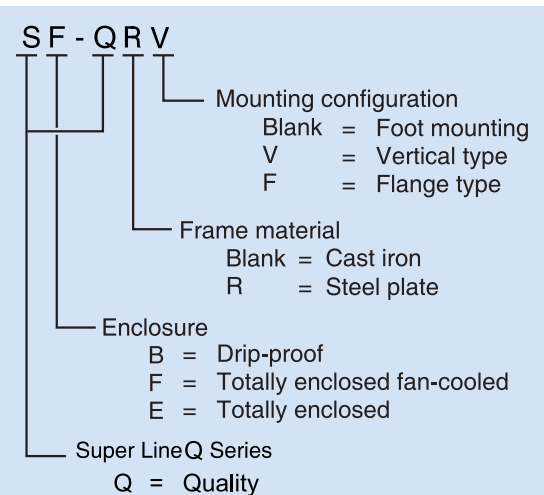 SF-QRV
Mounting configuration
Blank = Foot mounting
V = Vertical type
F = Flange type
Frame material
Blank = Cast iron
R = Steel plate
Enclosure
B = Drip-proof
F = Totally enclosed fan-cooled
E = Totally enclosed
Super Line Q Series
Q = Quality